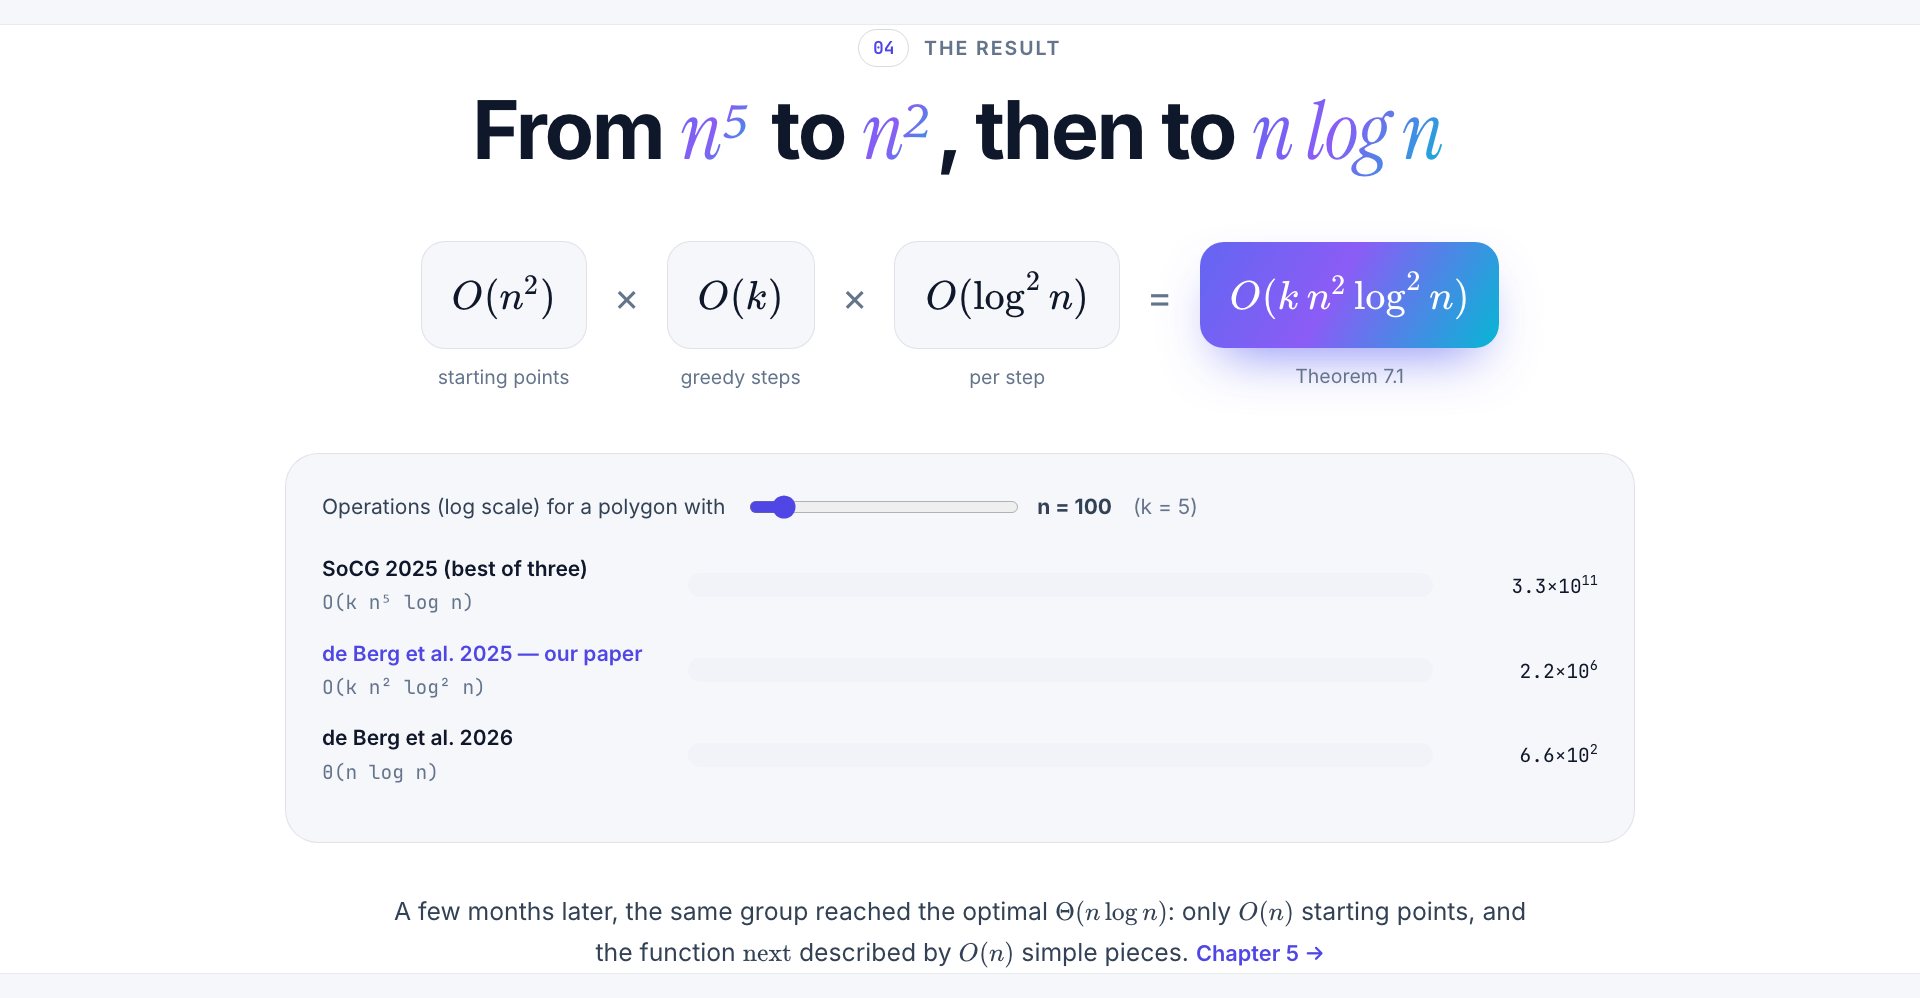 04 THE RESULT
From n⁵ to n², then to n log n
O(n²) × O(k) × O(log² n) = O(k n² log² n)
starting points greedy steps per step Theorem 7.1
Operations (log scale) for a polygon with n = 100 (k = 5)
SoCG 2025 (best of three)
O(k n⁵ log n) 3.3×10¹¹
de Berg et al. 2025 — our paper
O(k n² log² n) 2.2×10⁶
de Berg et al. 2026
Θ(n log n) 6.6×10²
A few months later, the same group reached the optimal Θ(n log n): only O(n) starting points, and
the function next described by O(n) simple pieces. Chapter 5 →